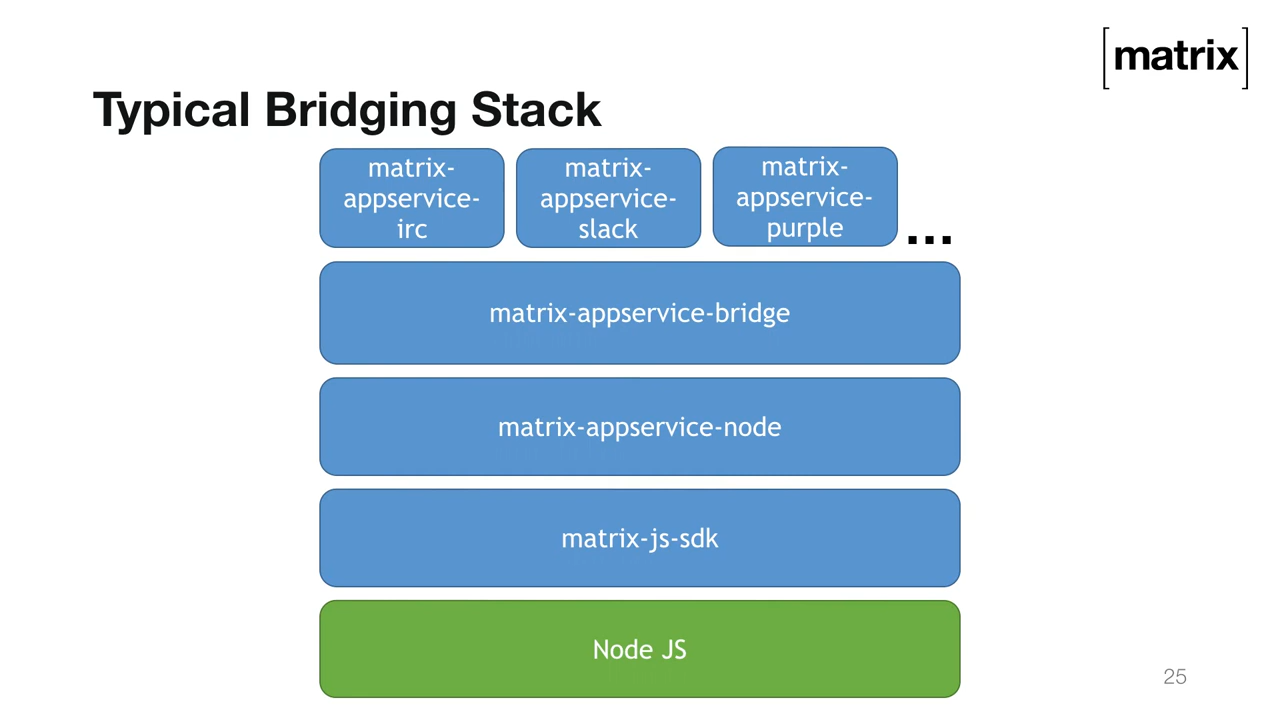 [matrix]
Typical Bridging Stack
matrix-
appservice-
irc
matrix-
appservice-
slack
matrix-
appservice-
purple
...
matrix-appservice-bridge
matrix-appservice-node
matrix-js-sdk
Node JS
25